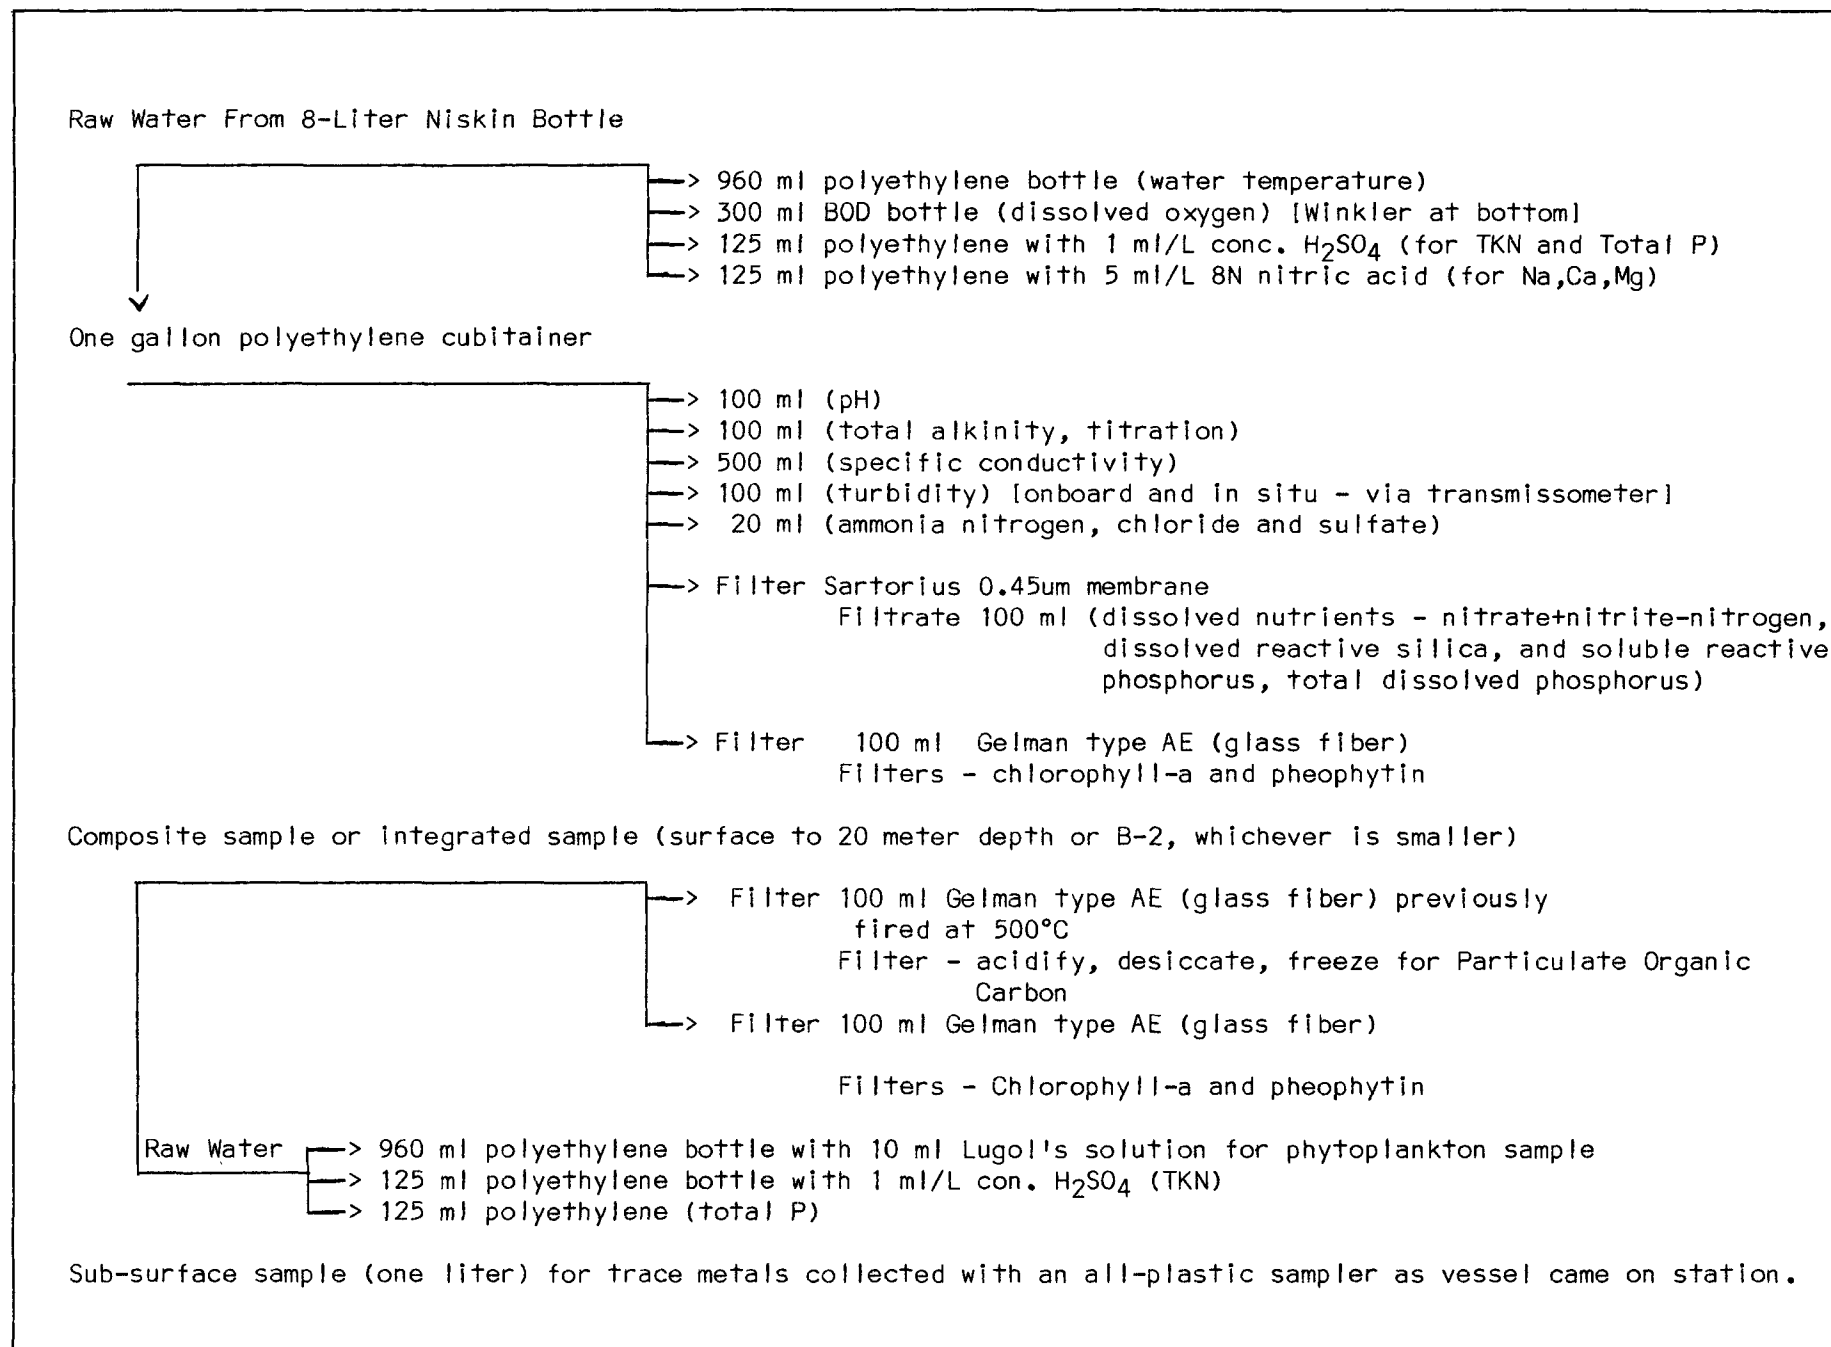 Raw Water From 8-Liter Niskin Bottle
960 ml polyethylene bottle (water temperature)
300 ml BOD bottle (dissolved oxygen) [Winkler at bottom]
125 ml polyethylene with 1 ml/L conc. H₂SO₄ (for TKN and Total P)
125 ml polyethylene with 5 ml/L 8N nitric acid (for Na,Ca,Mg)
One gallon polyethylene cubitainer
100 ml (pH)
100 ml (total alkinity, titration)
500 ml (specific conductivity)
100 ml (turbidity) [onboard and in situ - via transmissometer]
20 ml (ammonia nitrogen, chloride and sulfate)
Filter Sartorius 0.45um membrane
Filtrate 100 ml (dissolved nutrients - nitrate+nitrite-nitrogen,
dissolved reactive silica, and soluble reactive
phosphorus, total dissolved phosphorus)
Filter 100 ml Gelman type AE (glass fiber)
Filters - chlorophyll-a and pheophytin
Composite sample or integrated sample (surface to 20 meter depth or B-2, whichever is smaller)
Filter 100 ml Gelman type AE (glass fiber) previously
fired at 500°C
Filter - acidify, desiccate, freeze for Particulate Organic
Carbon
Filter 100 ml Gelman type AE (glass fiber)
Filters - Chlorophyll-a and pheophytin
Raw Water 960 ml polyethylene bottle with 10 ml Lugol's solution for phytoplankton sample
125 ml polyethylene bottle with 1 ml/L con. H₂SO₄ (TKN)
125 ml polyethylene (total P)
Sub-surface sample (one liter) for trace metals collected with an all-plastic sampler as vessel came on station.